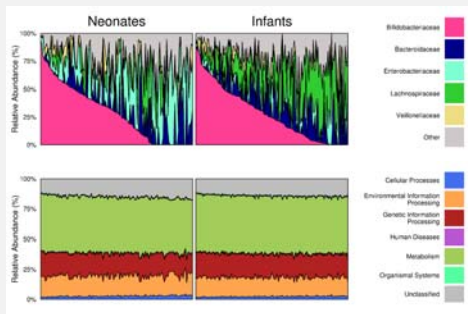 Neonates
Infants
Relative Abundance (%)
100%
75%
50%
25%
0%
Bifidobacteriaceae
Bacteroidaceae
Enterobacteriaceae
Lachnospiraceae
Veillonellaceae
Other
Relative Abundance (%)
100%
75%
50%
25%
0%
Cellular Processes
Environmental Information
Processing
Genetic Information
Processing
Human Diseases
Metabolism
Organismal Systems
Unclassified